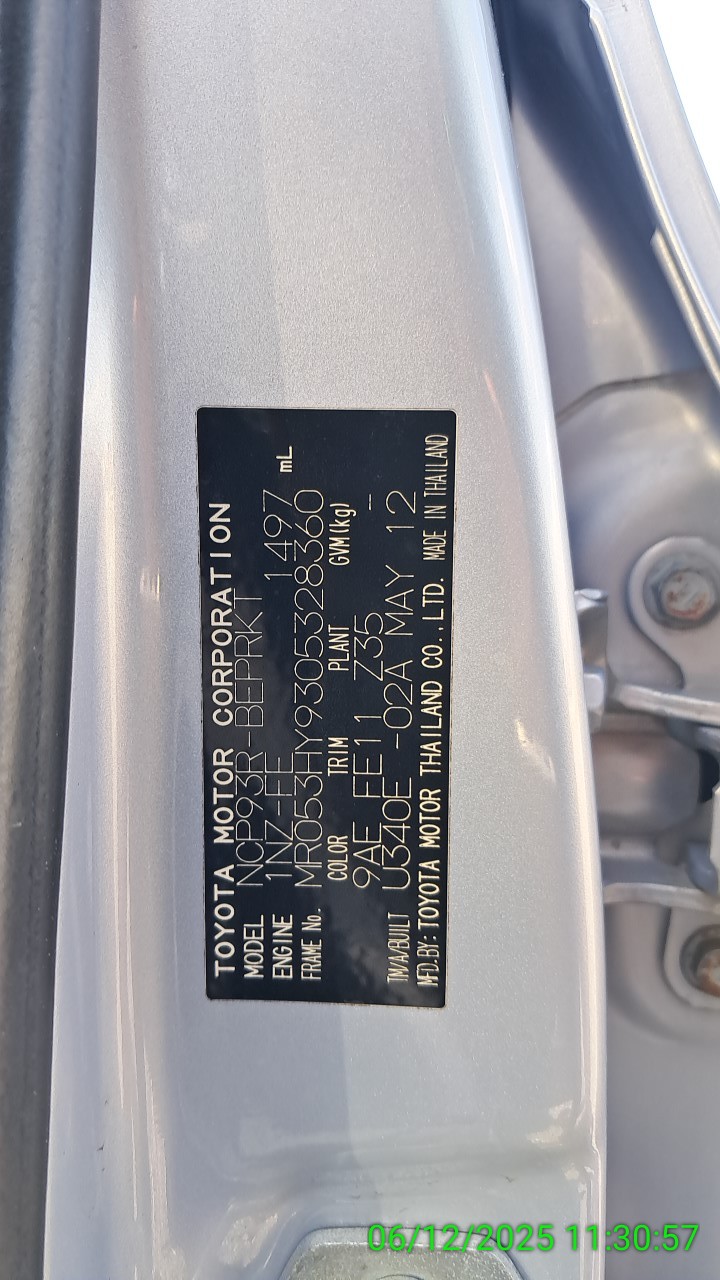 TOYOTA MOTOR CORPORATION
MODEL NCP93R-BEPRKT
ENGINE 1NZ-FE 1497 mL
FRAME No. MR053HY9305328360
COLOR TRIM PLANT GVM(kg)
9AE FE11 Z35 --
TM/A/BUILT U340E -02A MAY 12
MFD.BY: TOYOTA MOTOR THAILAND CO.,LTD. MADE IN THAILAND
06/12/2025 11:30:57